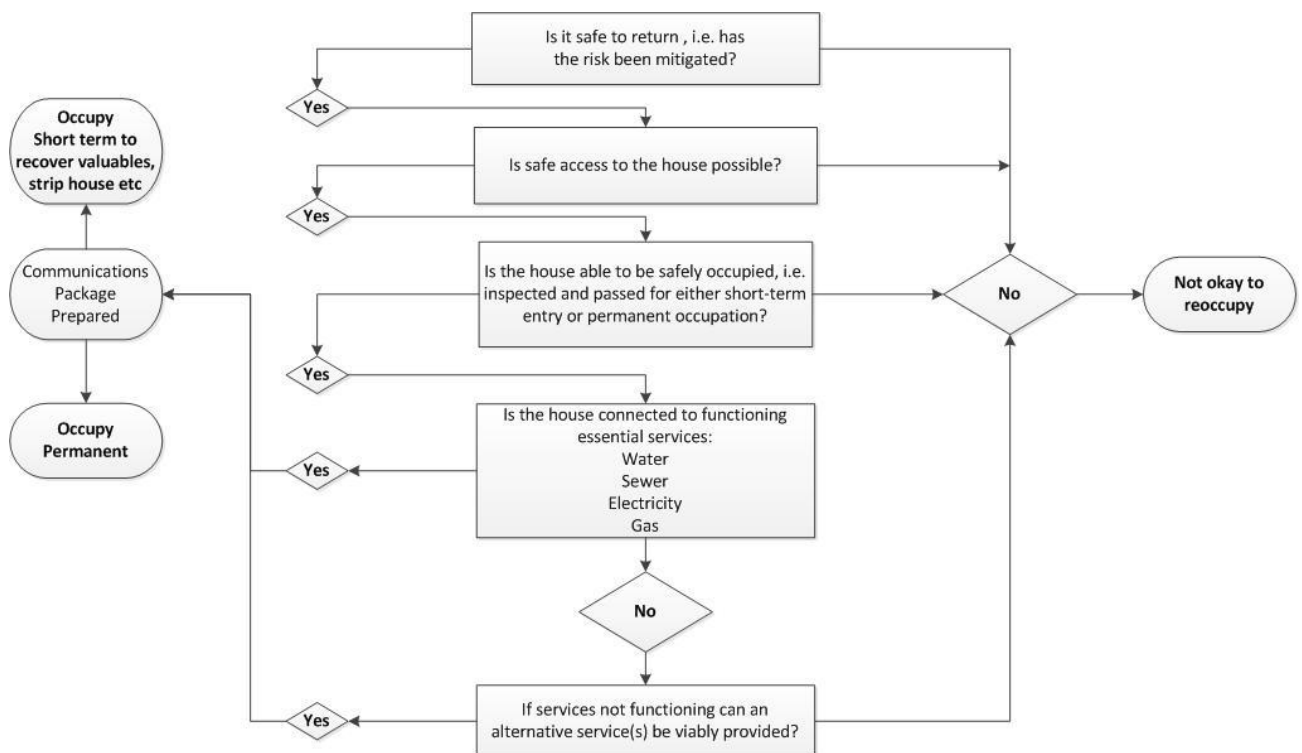 Is it safe to return , i.e. has
the risk been mitigated?
Yes
Occupy
Short term to
recover valuables,
strip house etc
Is safe access to the house possible?
Yes
Communications
Package
Prepared
Is the house able to be safely occupied, i.e.
inspected and passed for either short-term
entry or permanent occupation?
No
Not okay to
reoccupy
Yes
Occupy
Permanent
Is the house connected to functioning
essential services:
Water
Sewer
Electricity
Gas
Yes
No
If services not functioning can an
alternative service(s) be viably provided?
Yes